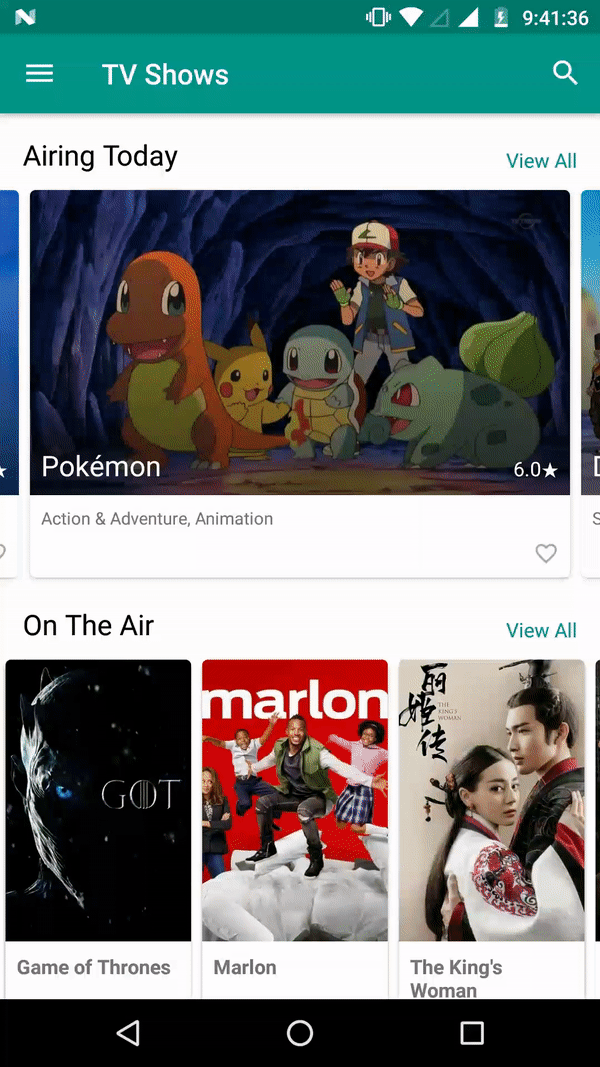 9:41:36
TV Shows
Airing Today
View All
Pokémon
6.0★
Action & Adventure, Animation
On The Air
View All
GOT
marlon
丽姬传
THE
KING'S
WOMAN
Game of Thrones
Marlon
The King's
Woman